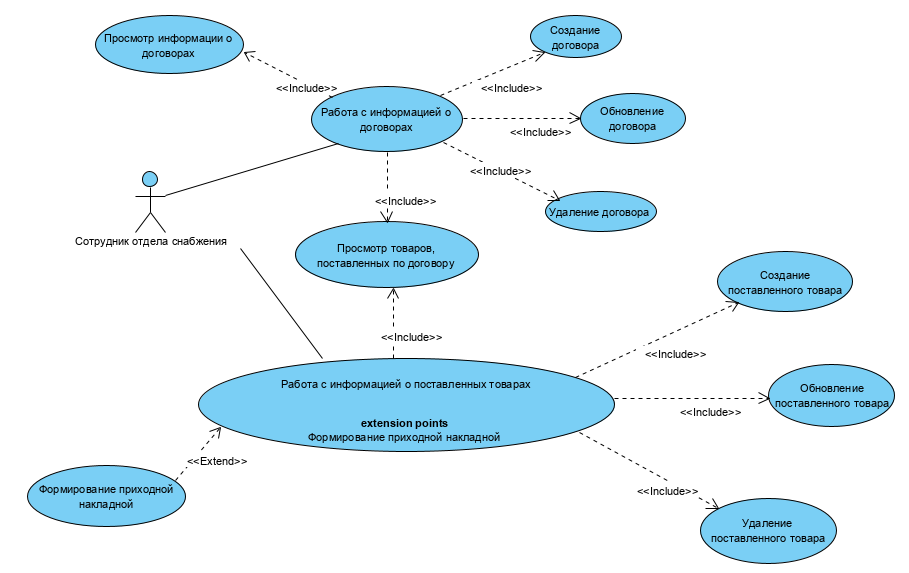 Просмотр информации о
договорах
Создание
договора
<<Include>>
<<Include>>
Работа с информацией о
договорах
Обновление
договора
<<Include>>
<<Include>>
<<Include>>
Удаление договора
Сотрудник отдела снабжения
Просмотр товаров,
поставленных по договору
Создание
поставленного товара
<<Include>>
<<Include>>
Работа с информацией о поставленных товарах
extension points
Формирование приходной накладной
Обновление
поставленного товара
<<Include>>
<<Extend>>
Формирование приходной
накладной
<<Include>>
Удаление
поставленного товара